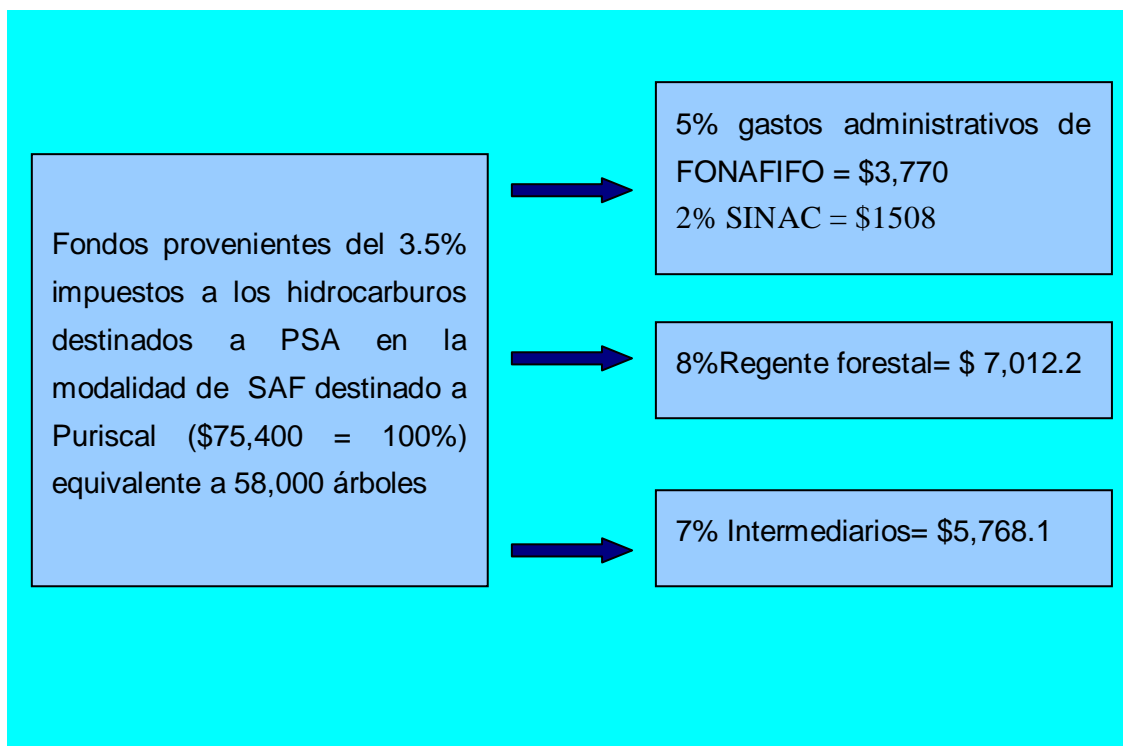 Fondos provenientes del 3.5%
impuestos a los hidrocarburos
destinados a PSA en la
modalidad de SAF destinado a
Puriscal ($75,400 = 100%)
equivalente a 58,000 árboles
5% gastos administrativos de
FONAFIFO = $3,770
2% SINAC = $1508
8%Regente forestal= $ 7,012.2
7% Intermediarios= $5,768.1